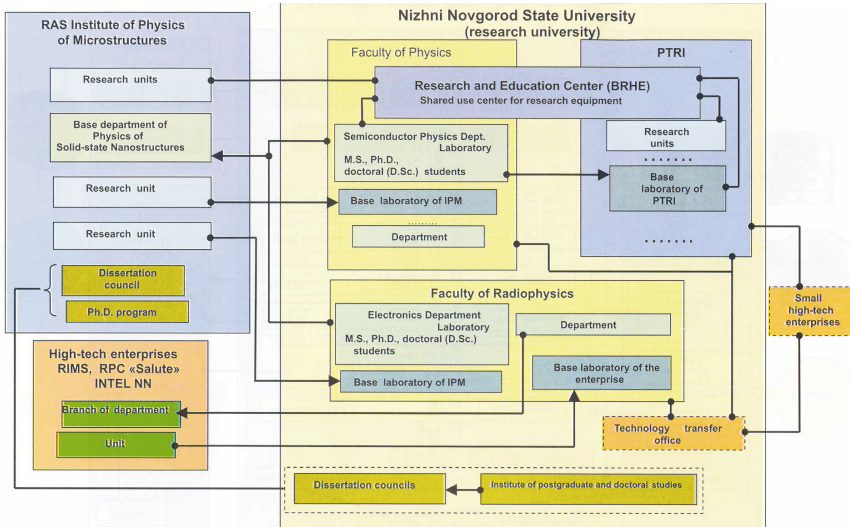 RAS Institute of Physics
of Microstructures
Research units
Base department of
Physics of
Solid-state Nanostructures
Research unit
Research unit
Dissertation
council
Ph.D. program
High-tech enterprises
RIMS, RPC «Salute»
INTEL NN
Branch of department
Unit
Nizhni Novgorod State University
(research university)
Faculty of Physics
PTRI
Research and Education Center (BRHE)
Shared use center for research equipment
Semiconductor Physics Dept.
Laboratory
M.S., Ph.D.,
doctoral (D.Sc.) students
Base laboratory of IPM
.........
Department
Research
units
........
Base
laboratory of
PTRI
.......
Faculty of Radiophysics
Electronics Department
Laboratory
M.S., Ph.D., doctoral (D.Sc.)
students
Base laboratory of IPM
Department
Base laboratory of the
enterprise
Small
high-tech
enterprises
Technology transfer
office
Dissertation councils
Institute of postgraduate and doctoral studies